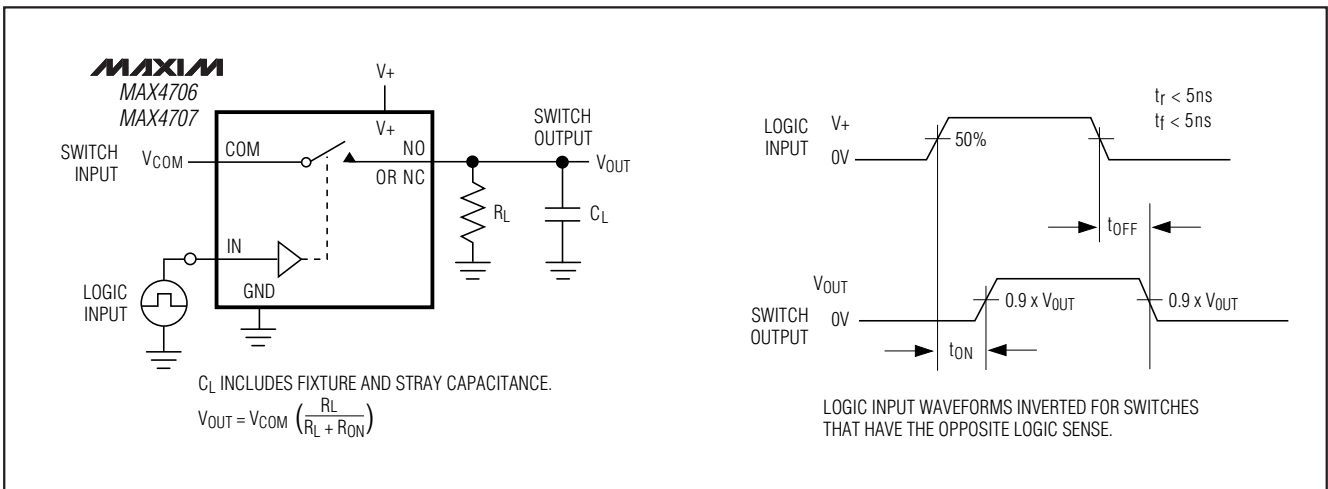 MAXIM
MAX4706
MAX4707
V+
V+
SWITCH
INPUT
VCOM
COM
NO
OR NC
SWITCH
OUTPUT
VOUT
RL
CL
IN
GND
LOGIC
INPUT
CL INCLUDES FIXTURE AND STRAY CAPACITANCE.
VOUT = VCOM (RL / RL + RON)
tr < 5ns
tf < 5ns
LOGIC
INPUT
V+
0V
50%
tOFF
VOUT
SWITCH
OUTPUT
0V
0.9 x VOUT
0.9 x VOUT
tON
LOGIC INPUT WAVEFORMS INVERTED FOR SWITCHES
THAT HAVE THE OPPOSITE LOGIC SENSE.